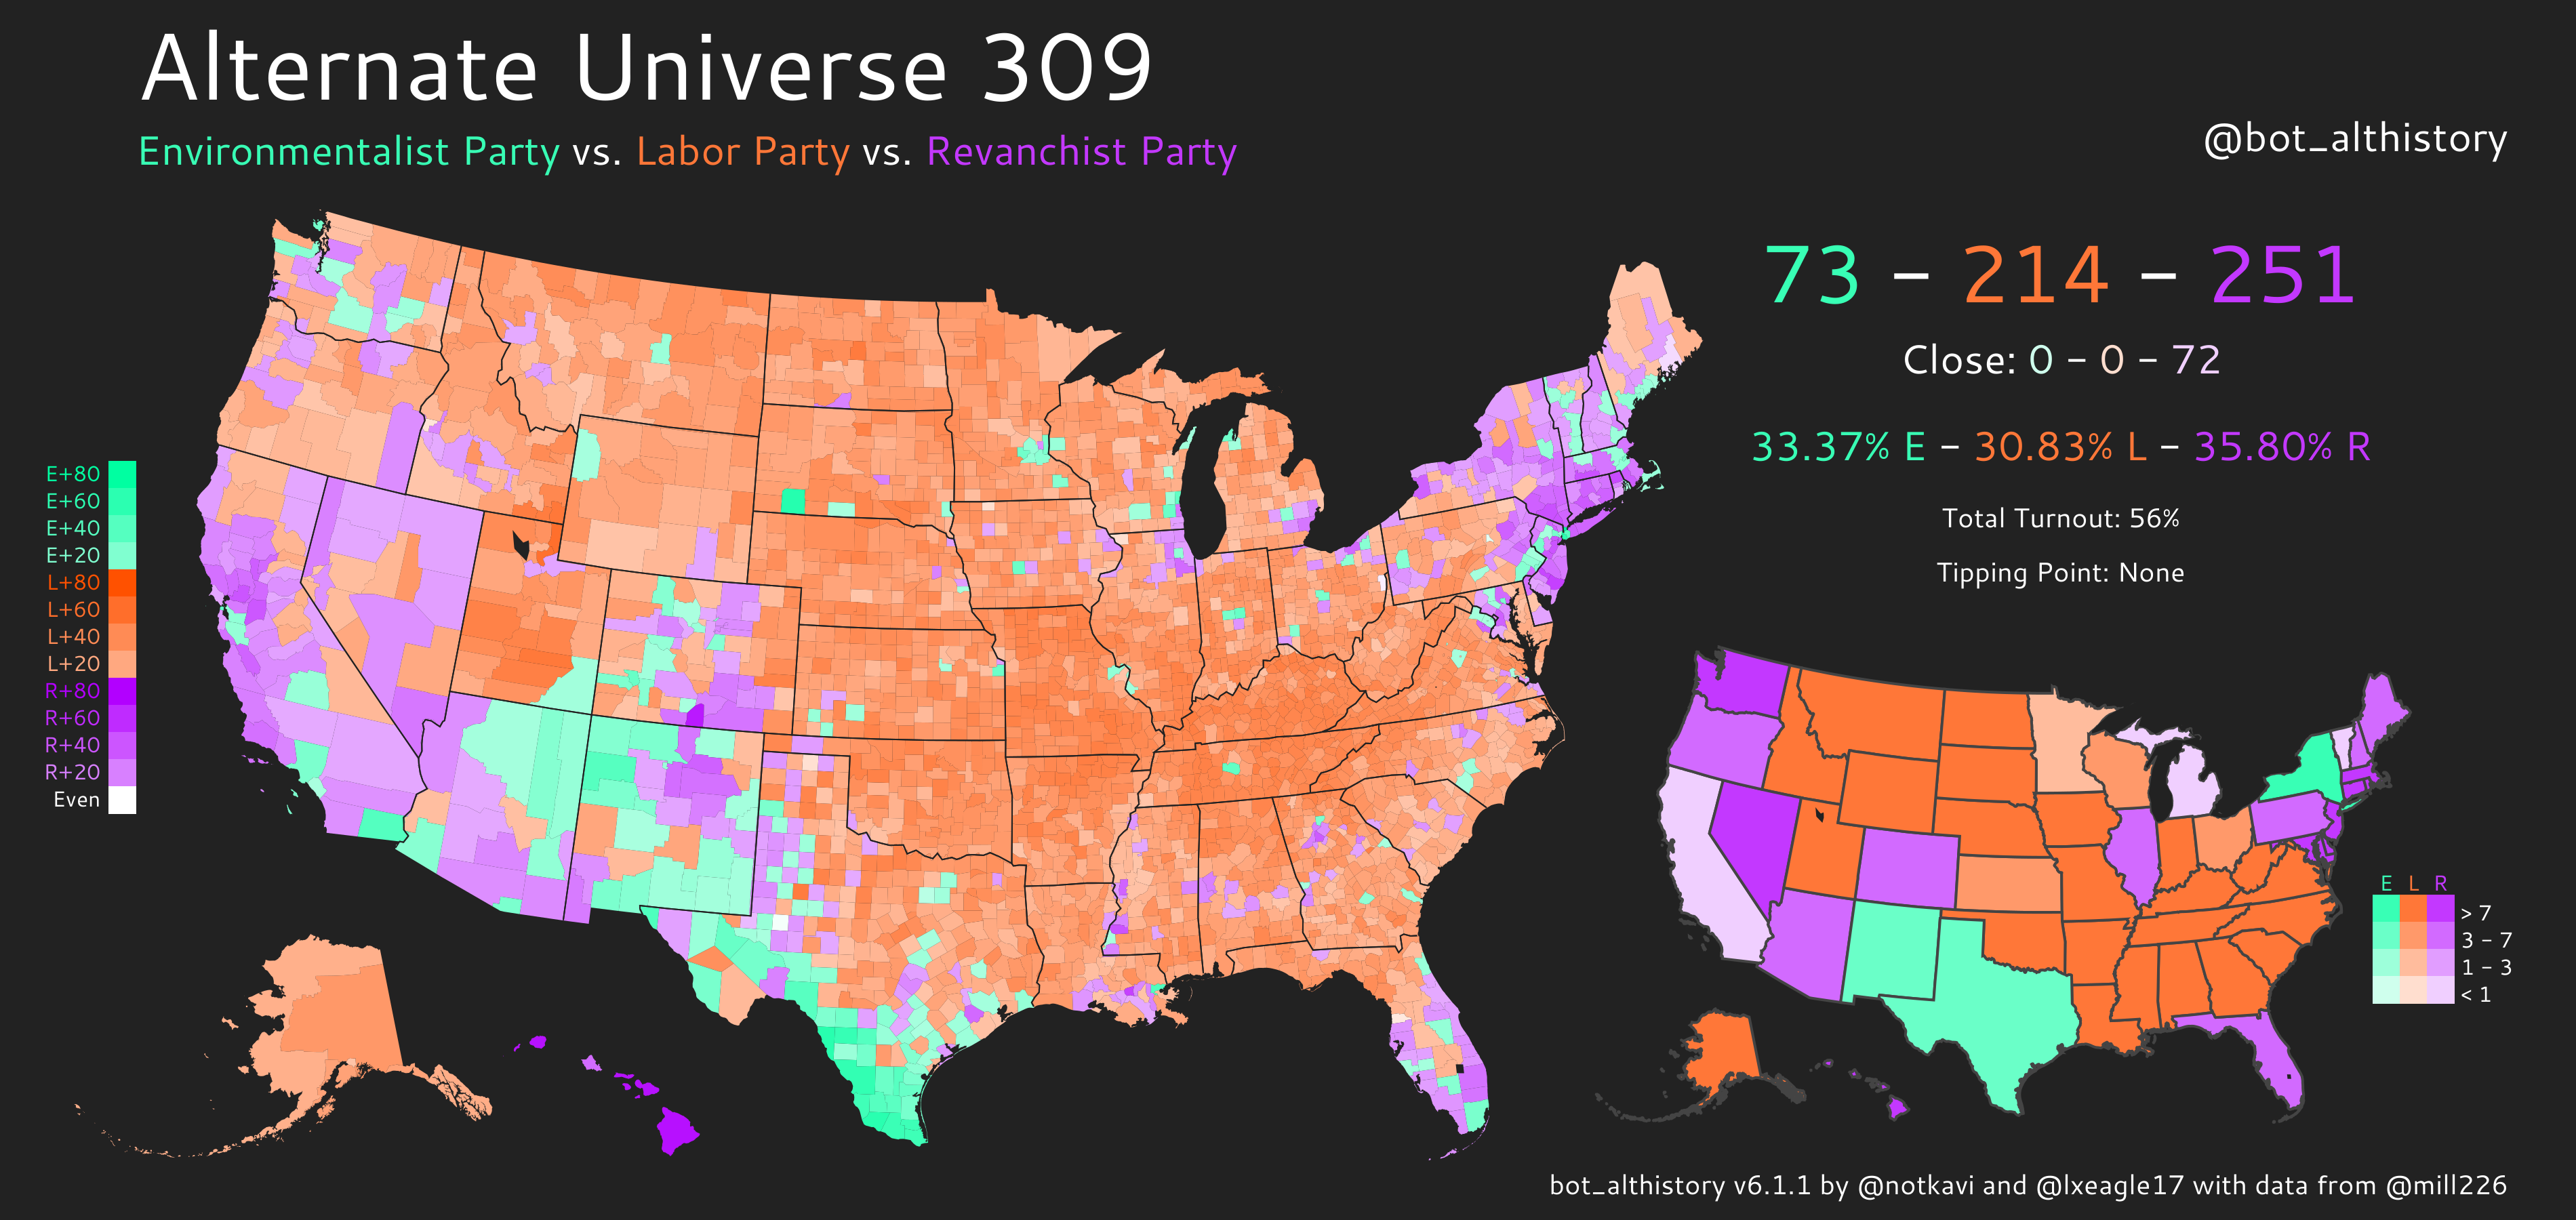 Alternate Universe 309
Environmentalist Party vs. Labor Party vs. Revanchist Party
@bot_althistory
73 – 214 – 251
Close: 0 – 0 – 72
33.37% E – 30.83% L – 35.80% R
Total Turnout: 56%
Tipping Point: None
E+80
E+60
E+40
E+20
L+80
L+60
L+40
L+20
R+80
R+60
R+40
R+20
Even
E L R
> 7
3 – 7
1 – 3
< 1
bot_althistory v6.1.1 by @notkavi and @lxeagle17 with data from @mill226